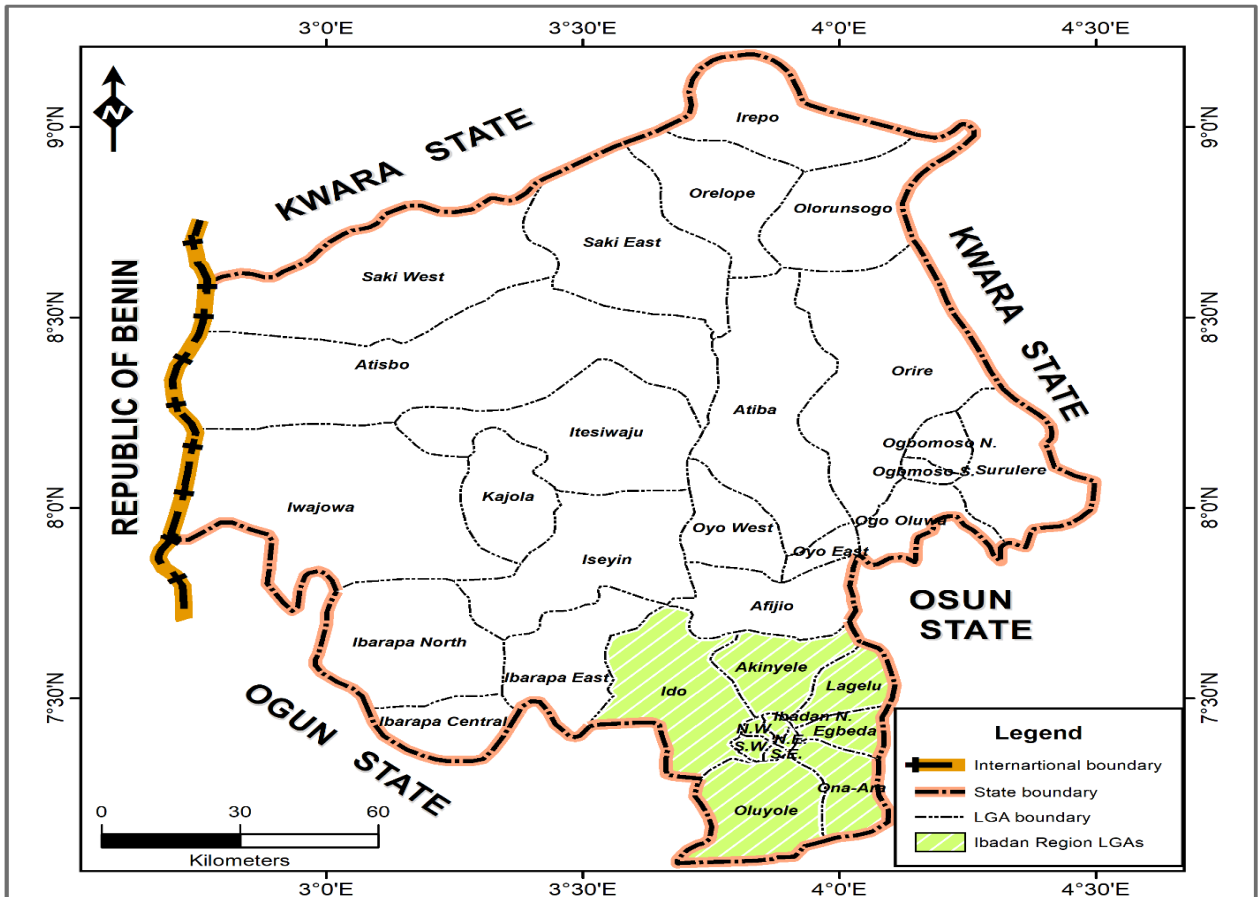 3°0'E 3°30'E 4°0'E 4°30'E
N
9°0'N
9°0'N
8°30'N
8°30'N
8°0'N
8°0'N
7°30'N
7°30'N
KWARA STATE
KWARA STATE
REPUBLIC OF BENIN
OSUN
STATE
OGUN STATE
Irepo
Orelope
Olorunsogo
Saki East
Saki West
Atisbo
Orire
Atiba
Itesiwaju
Ogbomoso N.
Ogbmoso S.
Surulere
Kajola
Iwajowa
Oyo West
Ogo Oluwa
Oyo East
Iseyin
Afijio
Ibarapa North
Ibarapa East
Ibarapa Central
Ido
Akinyele
Lagelu
Ibadan N.
N.W
Egbeda
N.E.
S.W.
S.E.
Ona-Ara
Oluyole
Legend
Internartional boundary
State boundary
LGA boundary
Ibadan Region LGAs
0 30 60
Kilometers
3°0'E 3°30'E 4°0'E 4°30'E